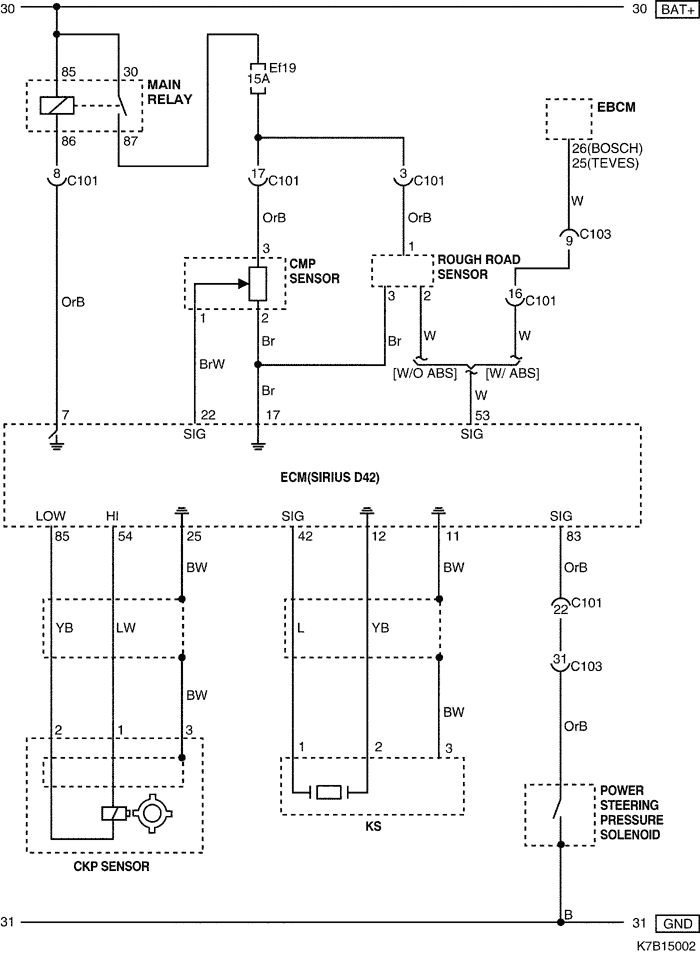 30 30 BAT+
85 30 MAIN
RELAY
Ef19
15A
86 87
EBCM
26(BOSCH)
25(TEVES)
8 C101 17 C101 3 C101
W
OrB OrB
9 C103
3 1
CMP
SENSOR
ROUGH ROAD
SENSOR
16 C101
OrB
1 2 3 2
Br Br W W
BrW
[W/O ABS] [W/ ABS]
Br W
7 22 17 53
SIG SIG
ECM(SIRIUS D42)
LOW HI SIG SIG
85 54 25 42 12 11 83
BW BW OrB
22 C101
YB LW L YB
31 C103
BW BW OrB
2 1 3 1 2 3
POWER
STEERING
PRESSURE
SOLENOID
KS
CKP SENSOR
B
31 31 GND
K7B15002